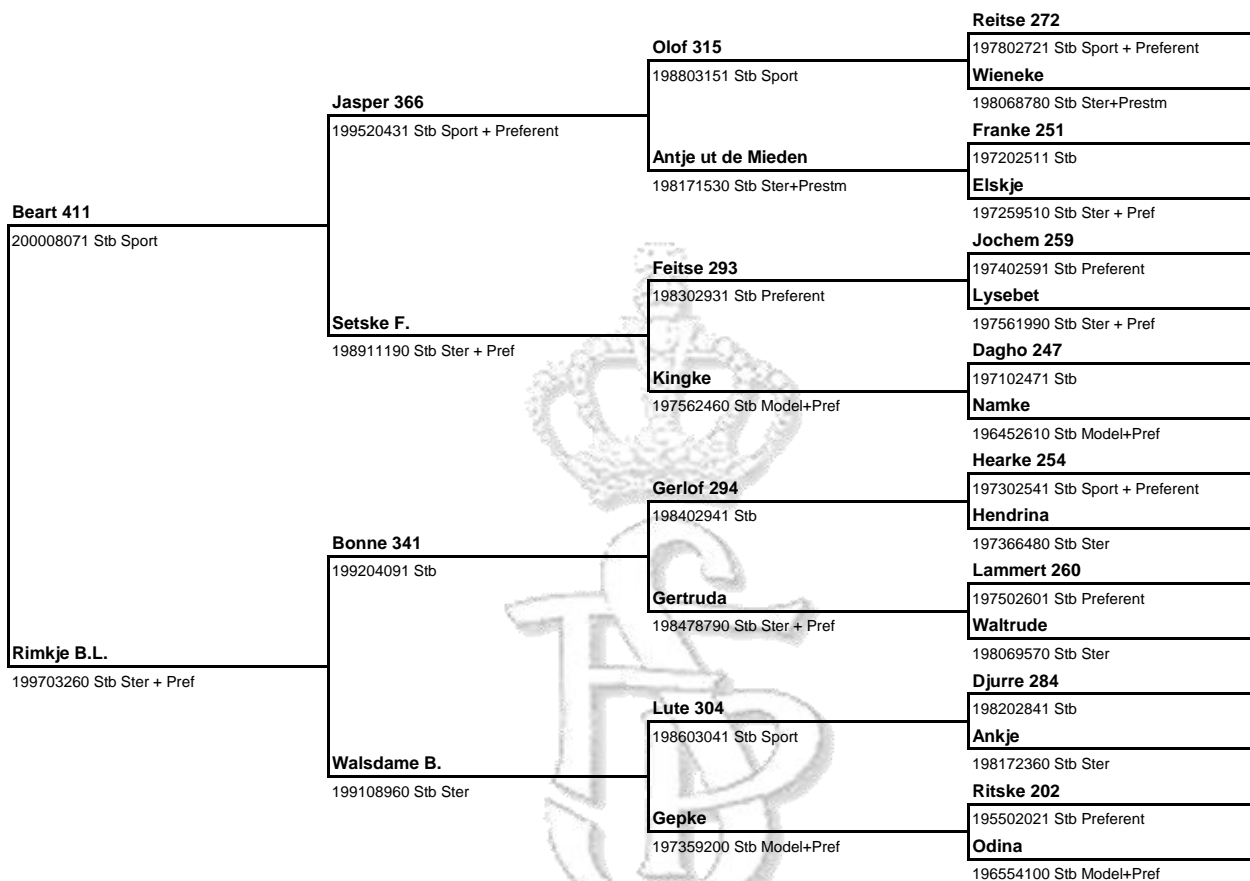 Beart 411
200008071 Stb Sport
Rimkje B.L.
199703260 Stb Ster + Pref
Jasper 366
199520431 Stb Sport + Preferent
Setske F.
198911190 Stb Ster + Pref
Bonne 341
199204091 Stb
Walsdame B.
199108960 Stb Ster
Olof 315
198803151 Stb Sport
Antje ut de Mieden
198171530 Stb Ster+Prestm
Feitse 293
198302931 Stb Preferent
Kingke
197562460 Stb Model+Pref
Gerlof 294
198402941 Stb
Gertruda
198478790 Stb Ster + Pref
Lute 304
198603041 Stb Sport
Gepke
197359200 Stb Model+Pref
Reitse 272
197802721 Stb Sport + Preferent
Wieneke
198068780 Stb Ster+Prestm
Franke 251
197202511 Stb
Elskje
197259510 Stb Ster + Pref
Jochem 259
197402591 Stb Preferent
Lysebet
197561990 Stb Ster + Pref
Dagho 247
197102471 Stb
Namke
196452610 Stb Model+Pref
Hearke 254
197302541 Stb Sport + Preferent
Hendrina
197366480 Stb Ster
Lammert 260
197502601 Stb Preferent
Waltrude
198069570 Stb Ster
Djurre 284
198202841 Stb
Ankje
198172360 Stb Ster
Ritske 202
195502021 Stb Preferent
Odina
196554100 Stb Model+Pref